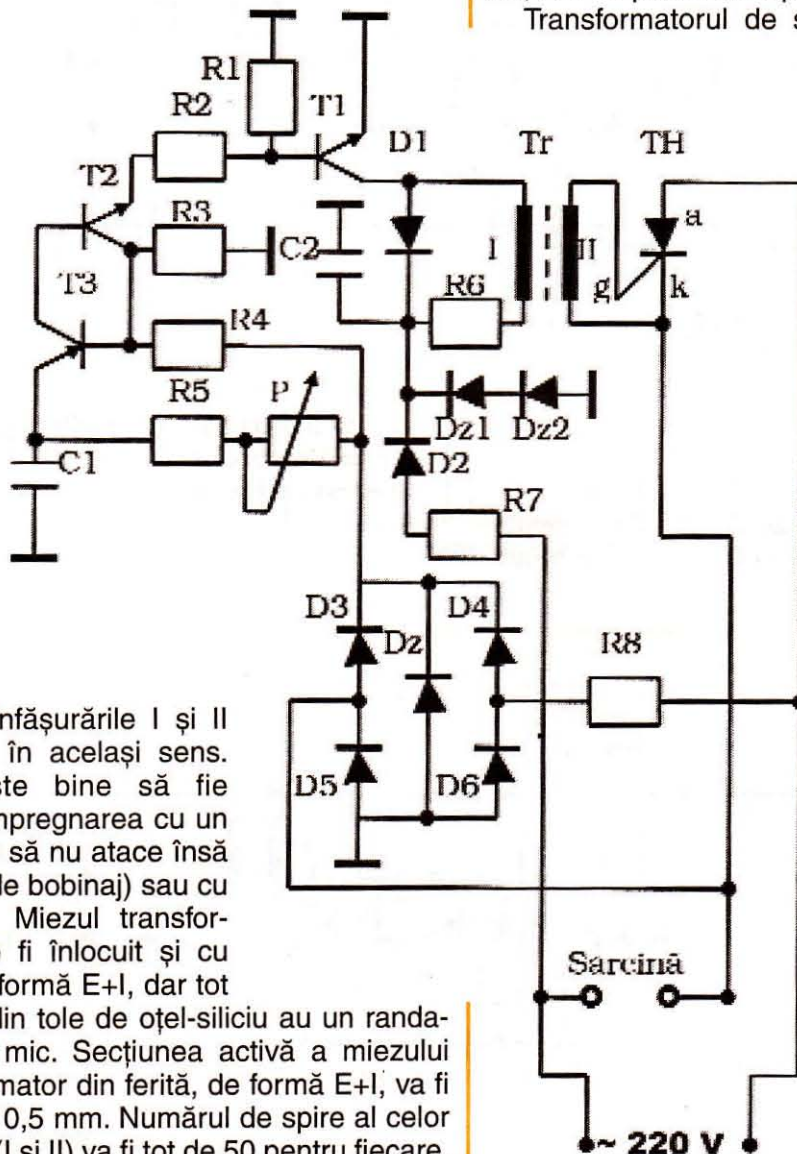 Transformatorul de
R1
R2
T1
D1
Tr
TH
T2
R3
C2
I
II
a
g
k
T3
R6
R4
R5
P
Dz1
Dz2
C1
D2
R7
D3
Dz
D4
R8
D5
D6
Sarcină
~ 220 V
nfășurările I și II
în același sens.
ste bine să fie
mpregnarea cu un
să nu atace însă
de bobinaj) sau cu
Miezul transfor-
fi înlocuit și cu
formă E+I, dar tot
din tole de oțel-siliciu au un randa-
mic. Secțiunea activă a miezului
mator din ferită, de formă E+I, va fi
0,5 mm. Numărul de spire al celor
(I și II) va fi tot de 50 pentru fiecare